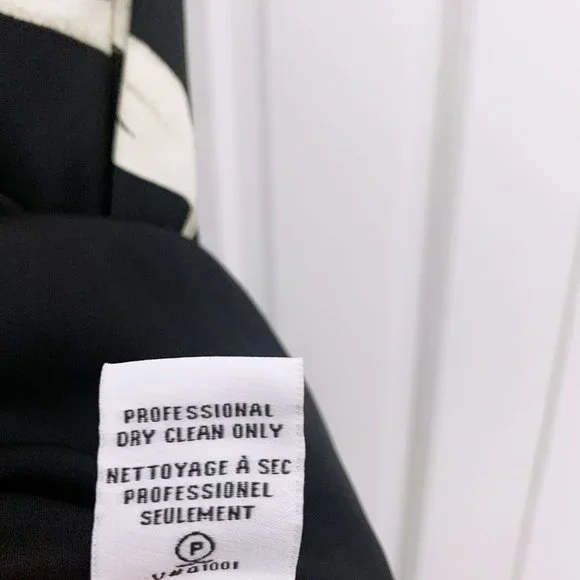 PROFESSIONAL
DRY CLEAN ONLY
NETTOYAGE À SEC
PROFESSIONEL
SEULEMENT
P